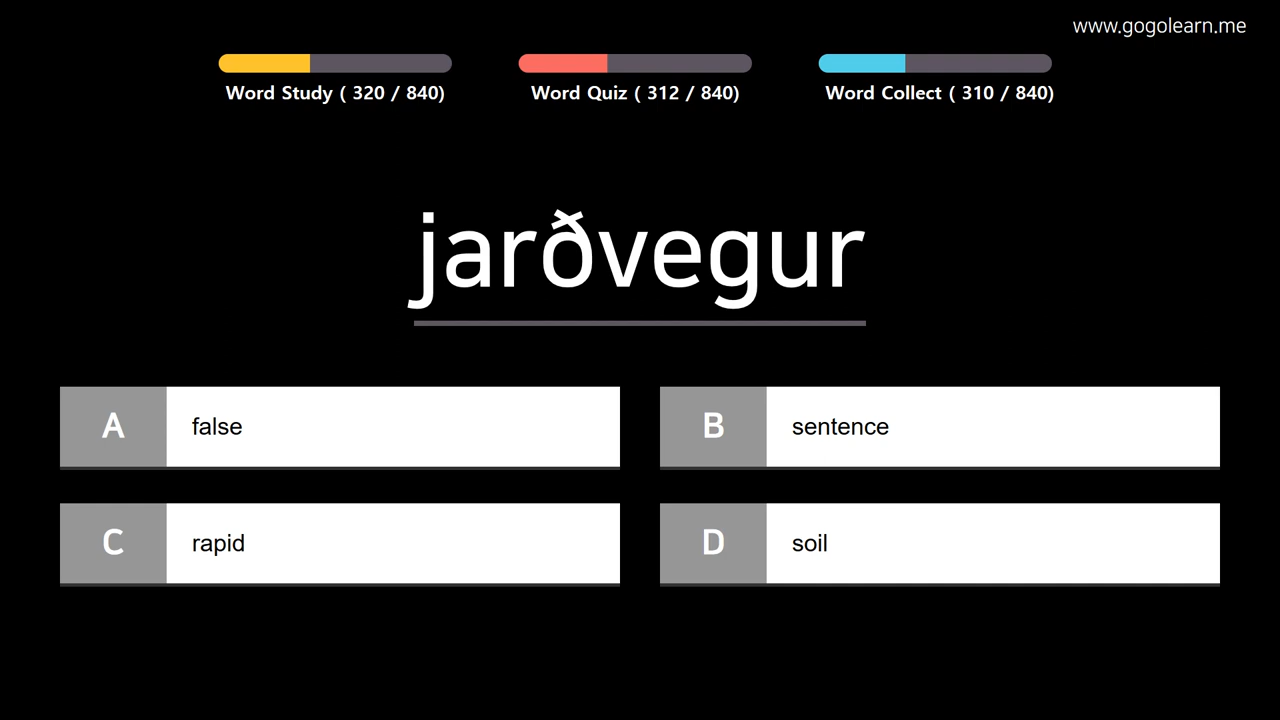 www.gogolearn.me
Word Study ( 320 / 840)
Word Quiz ( 312 / 840)
Word Collect ( 310 / 840)
jarðvegur
A false
B sentence
C rapid
D soil